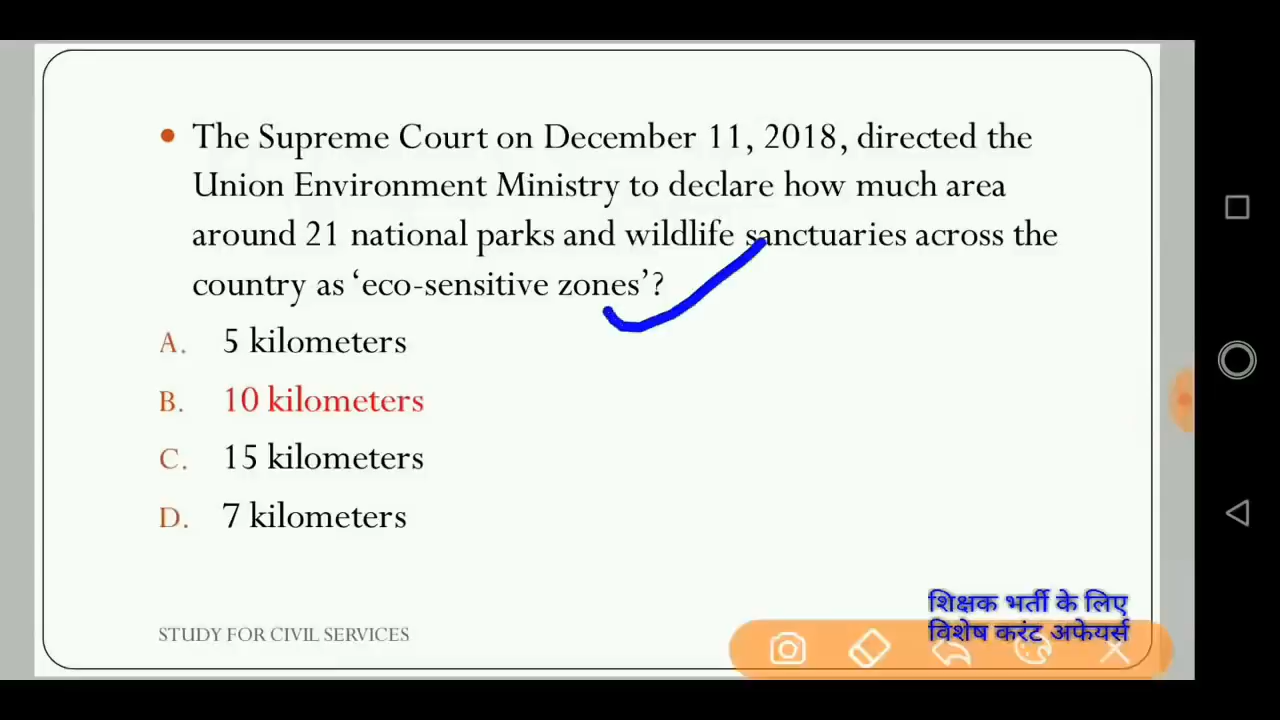 The Supreme Court on December 11, 2018, directed the
Union Environment Ministry to declare how much area
around 21 national parks and wildlife sanctuaries across the
country as ‘eco-sensitive zones’?
A. 5 kilometers
B. 10 kilometers
C. 15 kilometers
D. 7 kilometers
शिक्षक भर्ती के लिए
विशेष करंट अफेयर्स
STUDY FOR CIVIL SERVICES